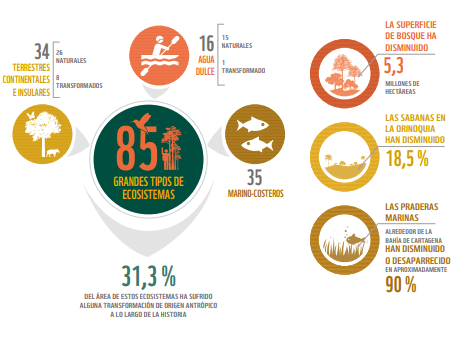 34
TERRESTRES
CONTINENTALES
E INSULARES
26
NATURALES
8
TRANSFORMADOS
16
AGUA
DULCE
15
NATURALES
1
TRANSFORMADO
85
GRANDES TIPOS DE
ECOSISTEMAS
35
MARINO-COSTEROS
31,3 %
DEL ÁREA DE ESTOS ECOSISTEMAS HA SUFRIDO
ALGUNA TRANSFORMACIÓN DE ORIGEN ANTRÓPICO
A LO LARGO DE LA HISTORIA
LA SUPERFICIE
DE BOSQUE HA
DISMINUIDO
5,3
MILLONES DE
HECTÁREAS
LAS SABANAS EN
LA ORINOQUIA
HAN DISMINUIDO
18,5 %
LAS PRADERAS
MARINAS
ALREDEDOR DE LA
BAHÍA DE CARTAGENA
HAN DISMINUIDO
O DESAPARECIDO
EN APROXIMADAMENTE
90 %